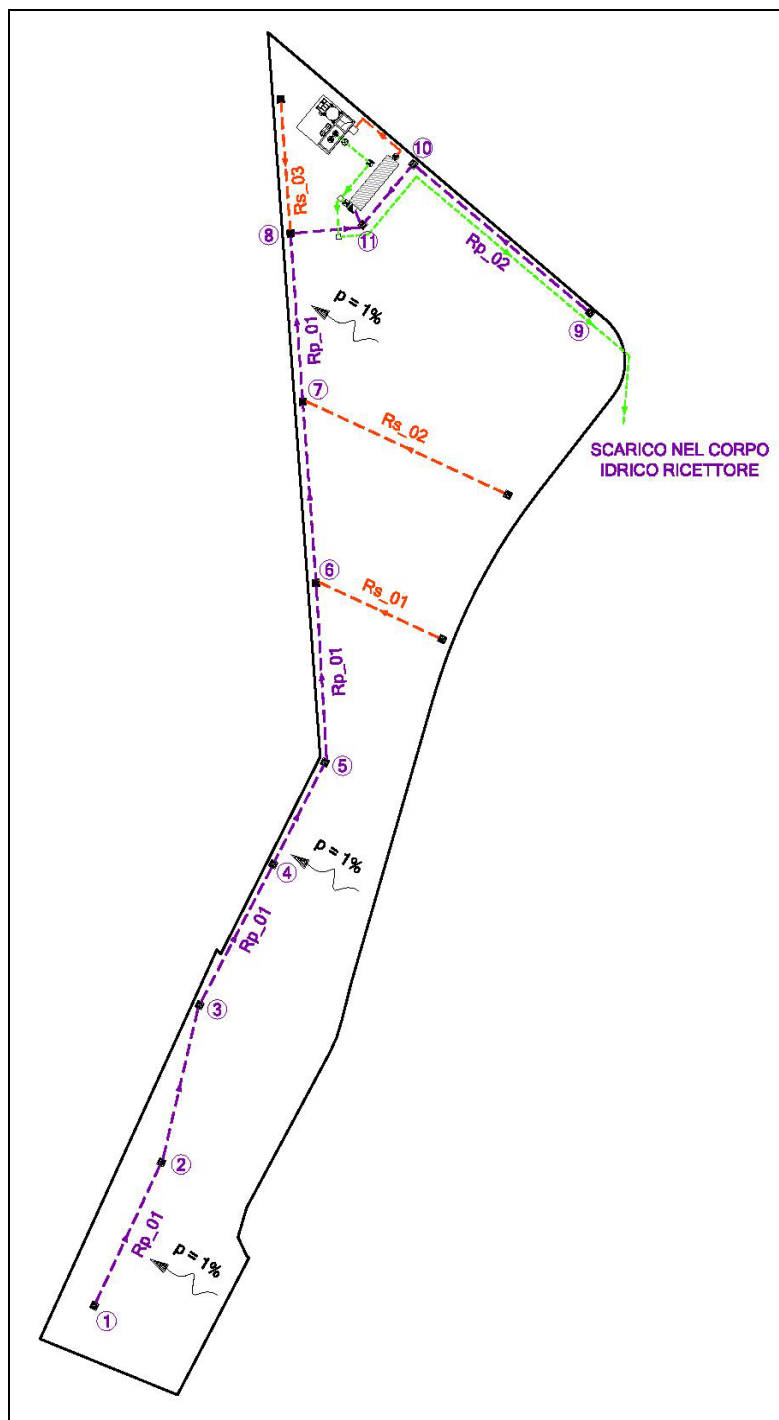 10
Rs_03
8
11
Rp_02
p = 1%
9
Rp_01
7
Rs_02
SCARICO NEL CORPO
IDRICO RICETTORE
6
Rs_01
Rp_01
5
p = 1%
4
Rp_01
3
2
Rp_01
p = 1%
1